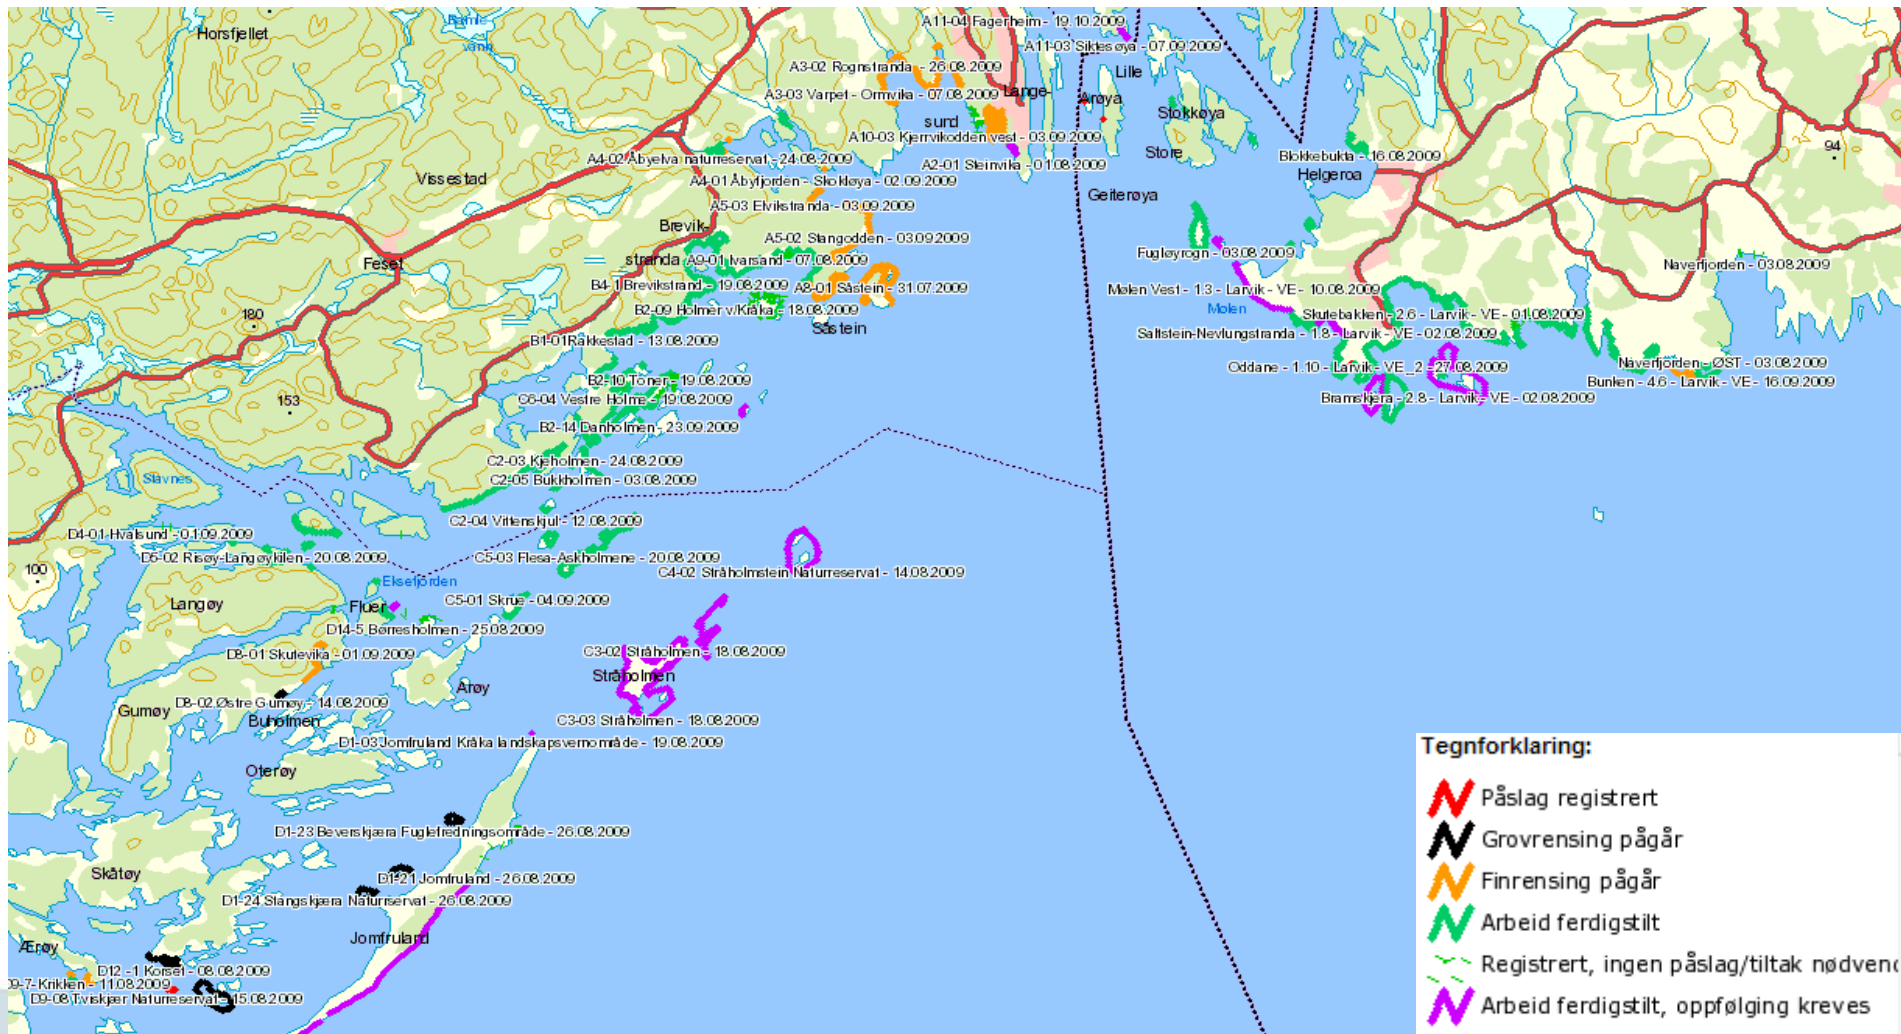 Horsfjellet
Bamle
vann
A11-04 Fagerheim - 19.10.2009
A11-03 Siktesøya - 07.09.2009
A3-02 Rognstranda - 26.08.2009
Lille
A3-03 Varpet - Ormvika - 07.08.2009
Lange-
sund
Arøya
Stokkøya
A10-03 Kjerrvikodden vest - 03.09.2009
Store
94
A4-02 Åbyelva naturreservat - 24.08.2009
A2-01 Steinvika - 01.08.2009
Blokkebukta - 16.08.2009
Helgeroa
Vissestad
A4-01 Åbyfjorden - Skokløya - 02.09.2009
Geiterøya
A5-03 Elvikstranda - 03.09.2009
Brevik-
stranda
A5-02 Stangodden - 03.09.2009
Fugløyrogn - 03.08.2009
Feset
A9-01 Ivarsand - 07.08.2009
Naverfjorden - 03.08.2009
B4-1 Brevikstrand - 19.08.2009
A8-01 Såstein - 31.07.2009
Mølen Vest - 1.3 - Larvik - VE - 10.08.2009
B2-09 Holmer v/Kråka - 18.08.2009
Mølen
Skutebakken - 2.6 - Larvik - VE - 01.08.2009
180
Såstein
Saltstein-Nevlungstranda - 1.8 - Larvik - VE - 02.08.2009
B1-01 Rakkestad - 13.08.2009
Oddane - 1.10 - Larvik - VE_2 - 27.08.2009
Naverfjorden - ØST - 03.08.2009
B2-10 Toner - 19.08.2009
Bunken - 4.6 - Larvik - VE - 16.09.2009
153
C6-04 Vestre Holme - 19.08.2009
Bramskjera - 2.8 - Larvik - VE - 02.08.2009
B2-14 Danholmen - 23.09.2009
C2-03 Kjeholmen - 24.08.2009
Slåvnes
C2-05 Bukkholmen - 03.08.2009
C2-04 Vittenskjul - 12.08.2009
D4-01 Hvalsund - 01.09.2009
D5-02 Risøy-Langøykilen - 20.08.2009
C5-03 Flesa-Askholmene - 20.08.2009
100
C4-02 Stråholmstein Naturreservat - 14.08.2009
Eksefjorden
Langøy
Fluer
C5-01 Skrue - 04.09.2009
D14-5 Børresholmen - 25.08.2009
D8-01 Skutevika - 01.09.2009
C3-02 Stråholmen - 18.08.2009
Stråholmen
Arøy
D8-02 Østre Gumøy - 14.08.2009
Gumøy
Buholmen
C3-03 Stråholmen - 18.08.2009
D1-03 Jomfruland Kråka landskapsvernområde - 19.08.2009
Oterøy
D1-23 Beverskjæra Fuglefredningsområde - 26.08.2009
Skåtøy
D1-21 Jomfruland - 26.08.2009
D1-24 Stangskjæra Naturrservat - 26.08.2009
Jomfruland
Ærøy
D12 -1 Korset - 08.08.2009
09-7- Krikken - 11.08.2009
D9-08 Tviskjær Naturreservat - 15.08.2009
Tegnforklaring:
Påslag registrert
Grovrensing pågår
Finrensing pågår
Arbeid ferdigstilt
Registrert, ingen påslag/tiltak nødvend
Arbeid ferdigstilt, oppfølging kreves